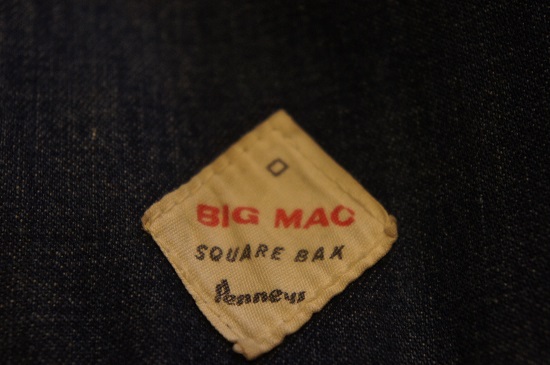 BIG MAC
SQUARE BAK
Penneys